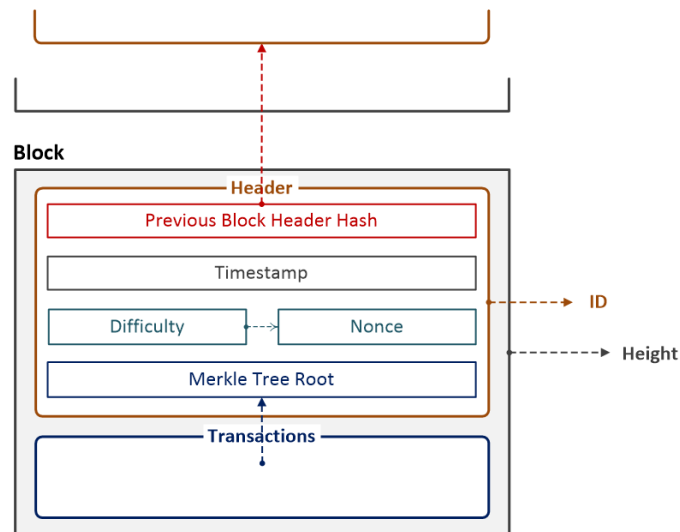 Block
Header
Previous Block Header Hash
Timestamp
ID
Difficulty
Nonce
Height
Merkle Tree Root
Transactions